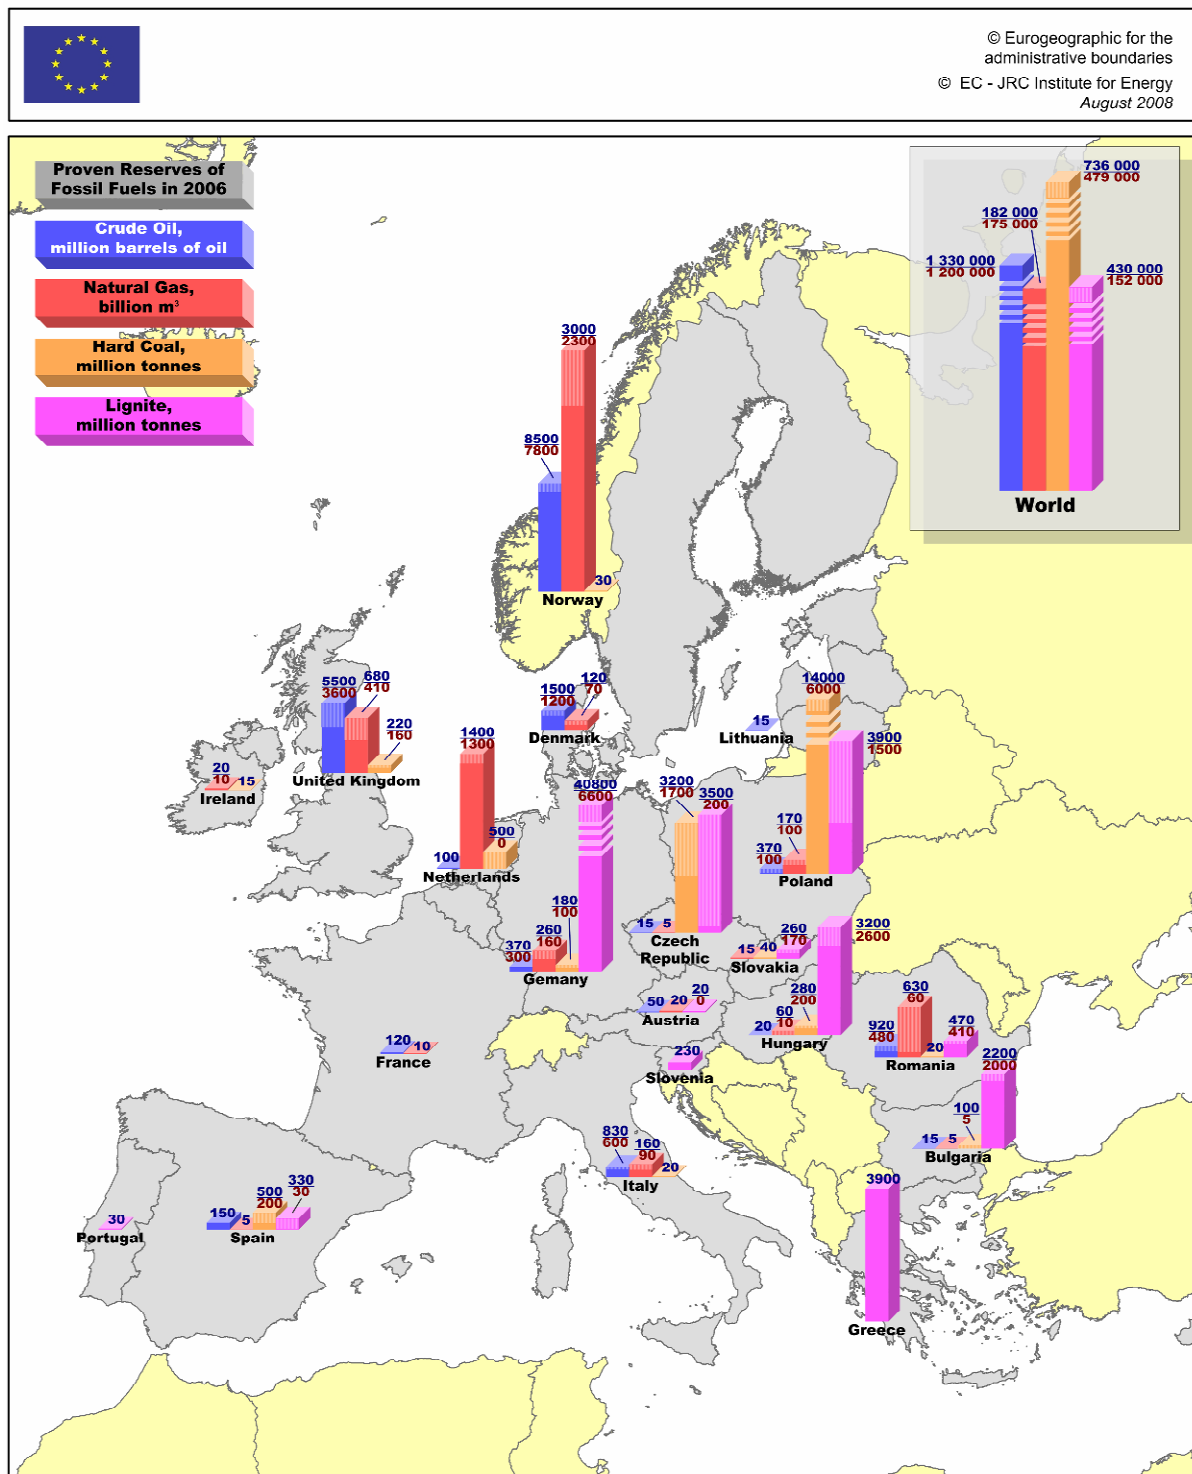 © Eurogeographic for the
administrative boundaries
© EC - JRC Institute for Energy
August 2008
Proven Reserves of
Fossil Fuels in 2006
Crude Oil,
million barrels of oil
Natural Gas,
billion m³
Hard Coal,
million tonnes
Lignite,
million tonnes
736 000
479 000
182 000
175 000
1 330 000
1 200 000
430 000
152 000
World
3000
2300
8500
7800
30
Norway
5500
3600
680
410
220
160
United Kingdom
20
10
15
Ireland
1500
1200
120
70
Denmark
15
Lithuania
14000
6000
3900
1500
170
100
370
100
Poland
1400
1300
500
0
100
Netherlands
40800
6600
180
100
260
160
370
300
Gemany
3200
1700
3500
200
15
5
Czech
Republic
260
170
15
40
Slovakia
3200
2600
280
200
60
10
20
Hungary
20
0
50
20
Austria
630
60
920
480
20
470
410
Romania
120
10
France
230
Slovenia
2200
2000
100
5
15
5
Bulgaria
830
600
160
90
20
Italy
3900
Greece
30
Portugal
150
5
500
200
330
30
Spain